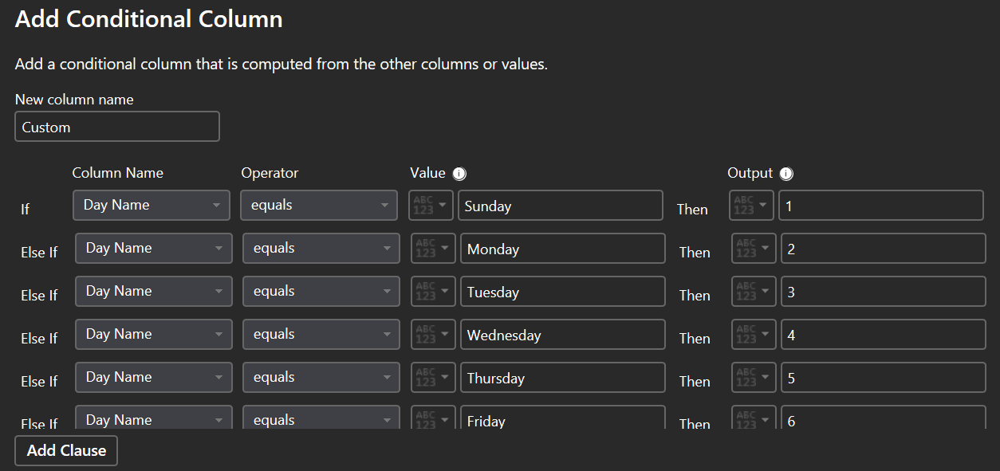 Add Conditional Column
Add a conditional column that is computed from the other columns or values.
New column name
Custom
Column Name Operator Value i Output i
If Day Name equals ABC 123 Sunday Then ABC 123 1
Else If Day Name equals ABC 123 Monday Then ABC 123 2
Else If Day Name equals ABC 123 Tuesday Then ABC 123 3
Else If Day Name equals ABC 123 Wednesday Then ABC 123 4
Else If Day Name equals ABC 123 Thursday Then ABC 123 5
Else If Day Name equals ABC 123 Friday Then ABC 123 6
Add Clause